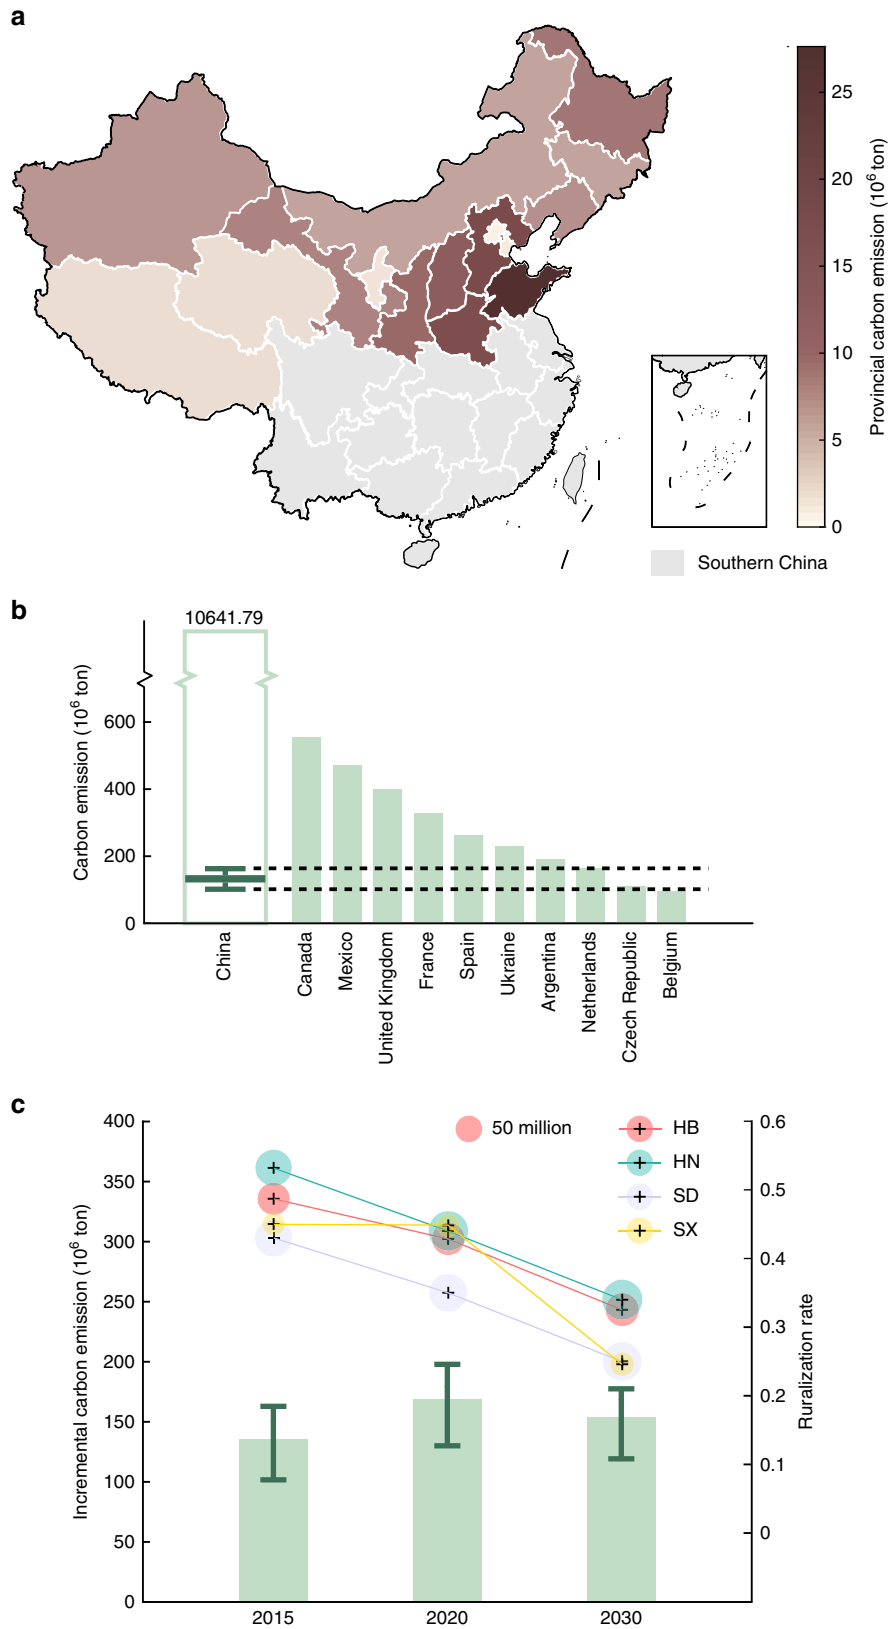 a
25
20
15
10
5
0
Provincial carbon emission (10⁶ ton)
Southern China
b
10641.79
Carbon emission (10⁶ ton)
600
400
200
0
China
Canada
Mexico
United Kingdom
France
Spain
Ukraine
Argentina
Netherlands
Czech Republic
Belgium
c
Incremental carbon emission (10⁶ ton)
400
350
300
250
200
150
100
50
0
50 million
HB
HN
SD
SX
0.6
0.5
0.4
0.3
0.2
0.1
0
Ruralization rate
2015
2020
2030